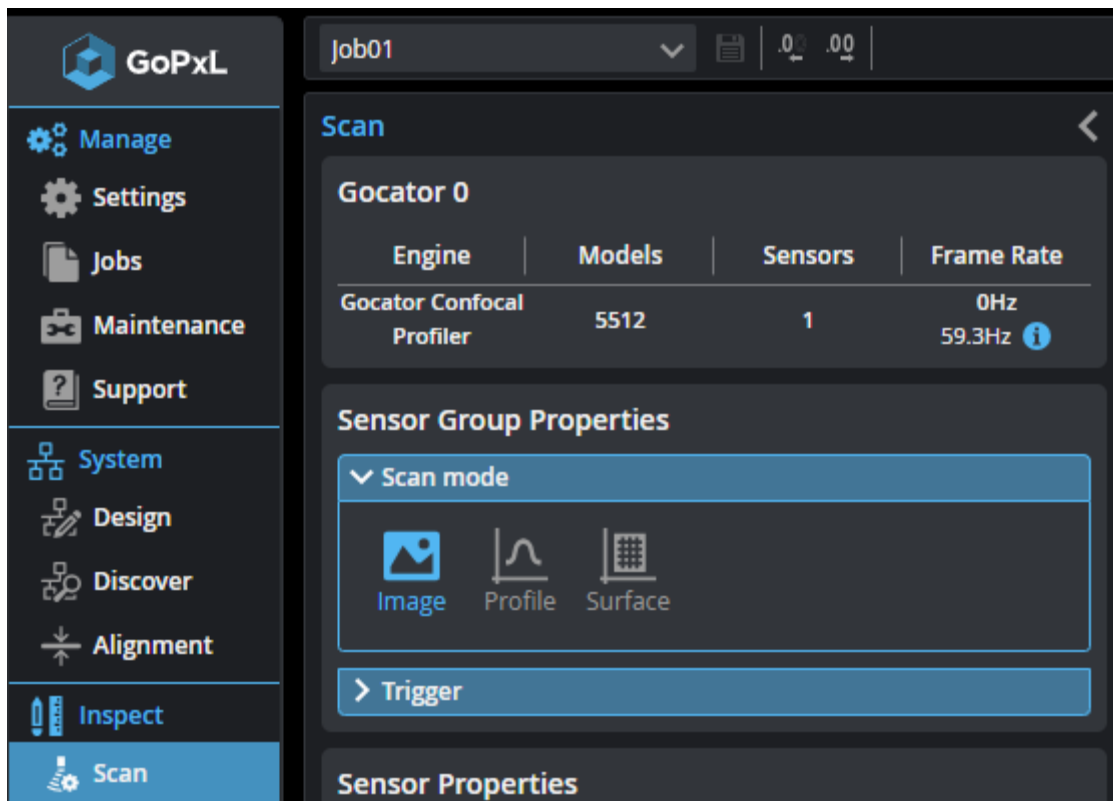 GoPxL
Manage
Settings
Jobs
Maintenance
Support
System
Design
Discover
Alignment
Inspect
Scan
Job01
.00 .00
Scan
Gocator 0
Engine Models Sensors Frame Rate
Gocator Confocal Profiler 5512 1 0Hz
59.3Hz
Sensor Group Properties
Scan mode
Image Profile Surface
Trigger
Sensor Properties